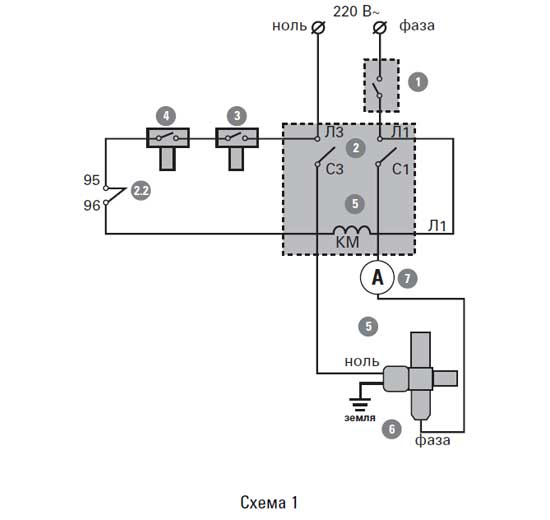 220 В~
ноль
фаза
1
4
3
Л3
2
Л1
С3
С1
95
96
2.2
5
КМ
Л1
А
7
5
ноль
земля
6
фаза
Схема 1